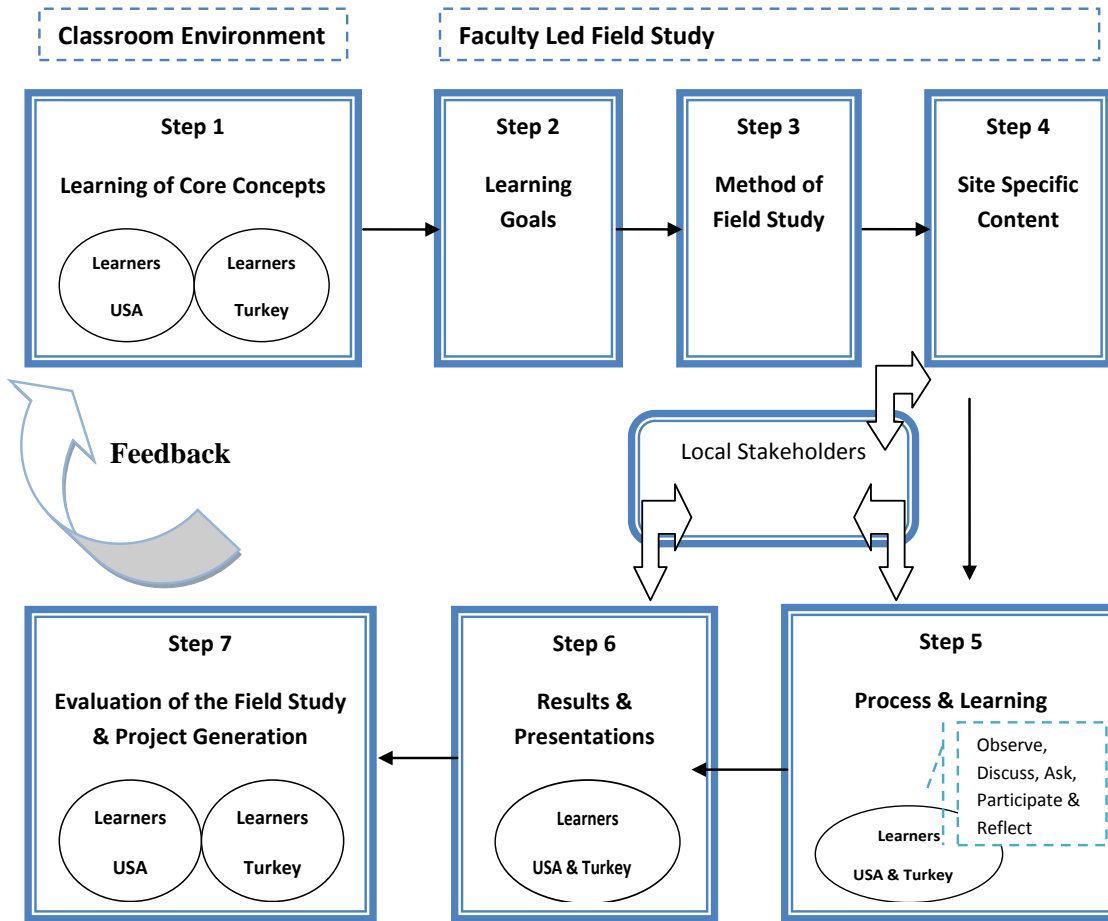 Classroom Environment
Faculty Led Field Study
Step 1
Learning of Core Concepts
Learners
USA
Learners
Turkey
Step 2
Learning
Goals
Step 3
Method of
Field Study
Step 4
Site Specific
Content
Feedback
Local Stakeholders
Step 7
Evaluation of the Field Study
& Project Generation
Learners
USA
Learners
Turkey
Step 6
Results &
Presentations
Learners
USA & Turkey
Step 5
Process & Learning
Observe,
Discuss, Ask,
Participate &
Reflect
Learners
USA & Turkey